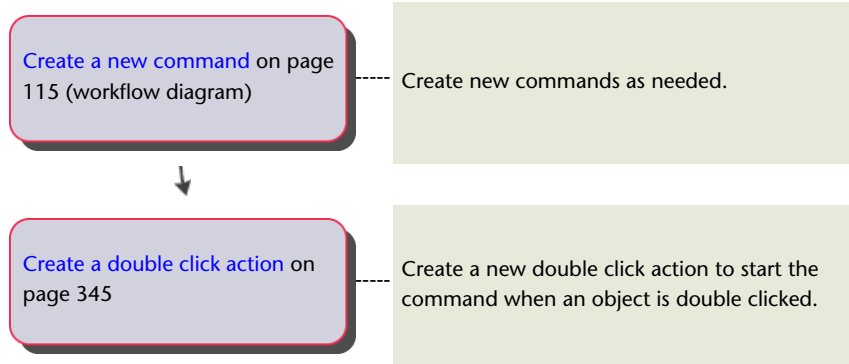 Create a new command on page
115 (workflow diagram)
Create new commands as needed.
Create a double click action on
page 345
Create a new double click action to start the
command when an object is double clicked.